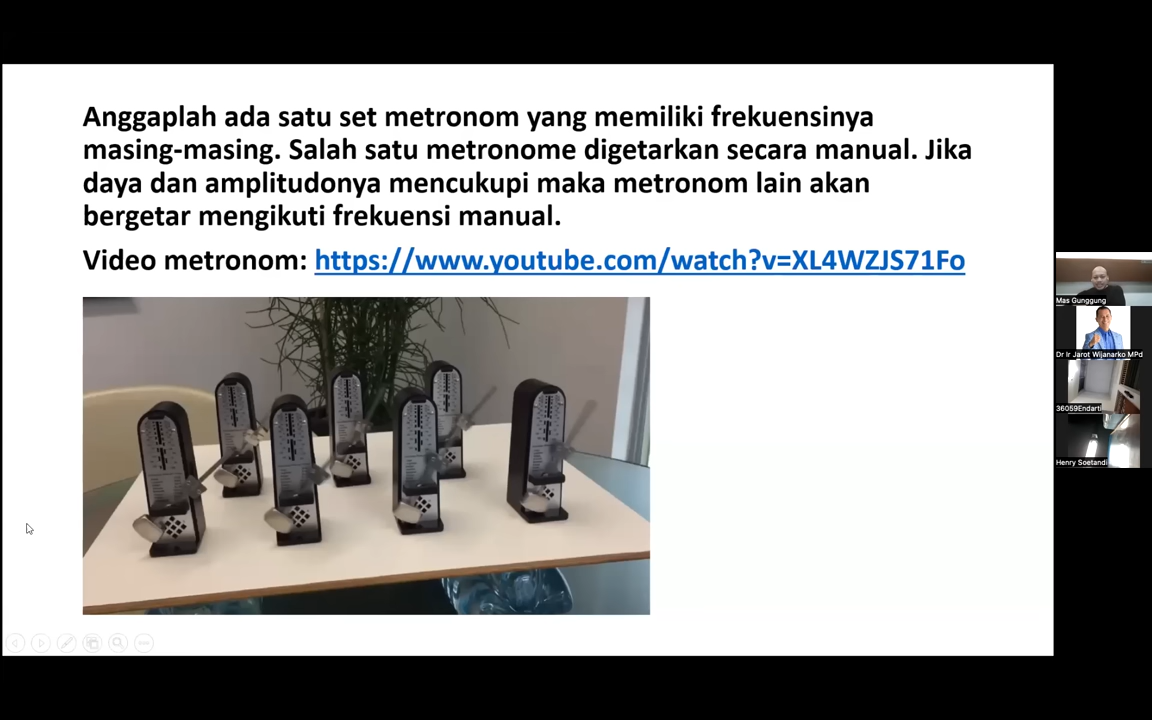 Anggaplah ada satu set metronom yang memiliki frekuensinya
masing-masing. Salah satu metronome digetarkan secara manual. Jika
daya dan amplitudonya mencukupi maka metronom lain akan
bergetar mengikuti frekuensi manual.
Video metronom: https://www.youtube.com/watch?v=XL4WZJS71Fo
Mas Gunggung
Dr Ir Jarot Wijanarko MPd
36059Endarti
Henry Soetandi